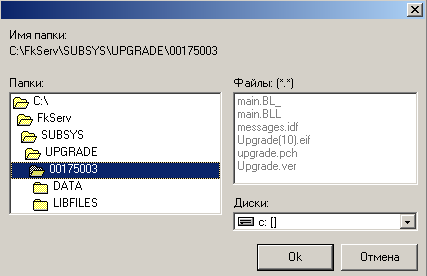 Имя папки:
C:\FkServ\SUBSYS\UPGRADE\00175003
Папки:
C:\
FkServ
SUBSYS
UPGRADE
00175003
DATA
LIBFILES
Файлы: (*.*)
main.BL_
main.BLL
messages.idf
Upgrade(10).eif
upgrade.pch
Upgrade.ver
Диски:
c: []
Ok
Отмена